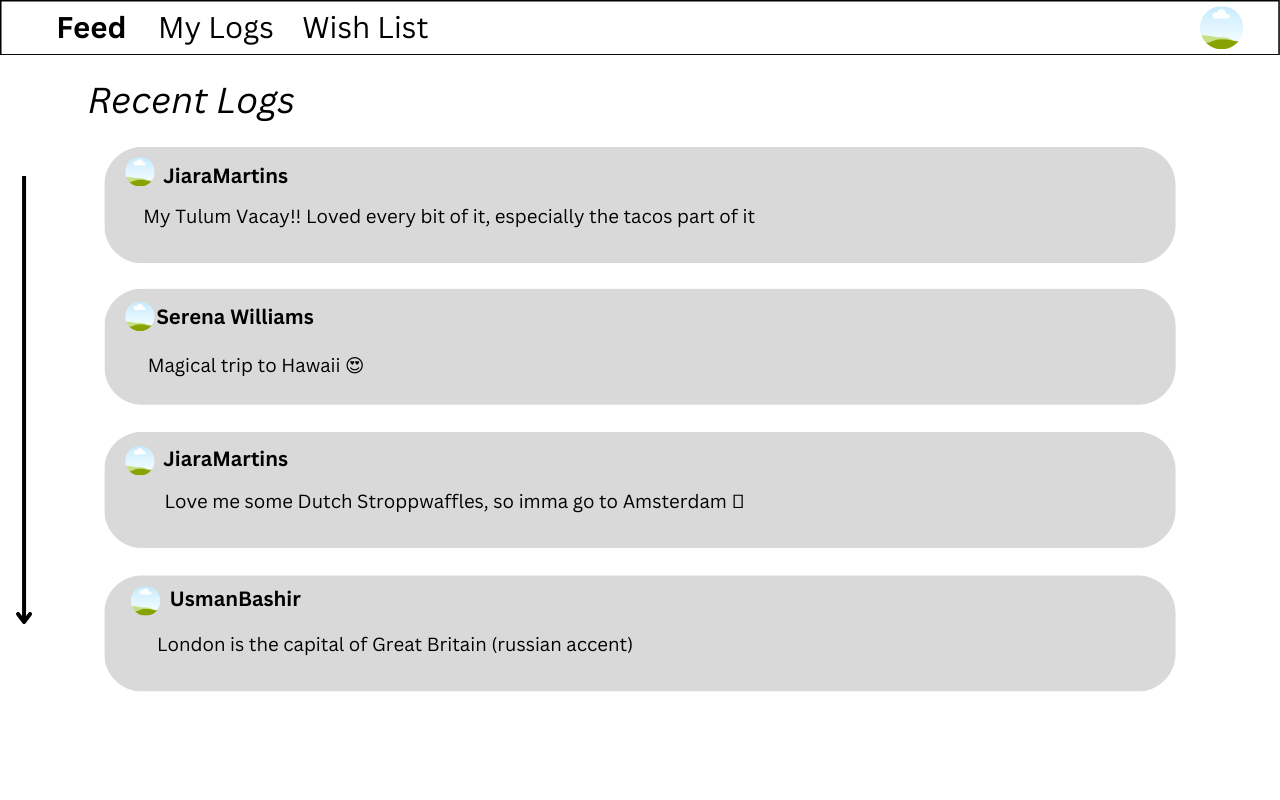 Feed My Logs Wish List
Recent Logs
JiaraMartins
My Tulum Vacay!! Loved every bit of it, especially the tacos part of it
Serena Williams
Magical trip to Hawaii 😍
JiaraMartins
Love me some Dutch Stroppwaffles, so imma go to Amsterdam
UsmanBashir
London is the capital of Great Britain (russian accent)